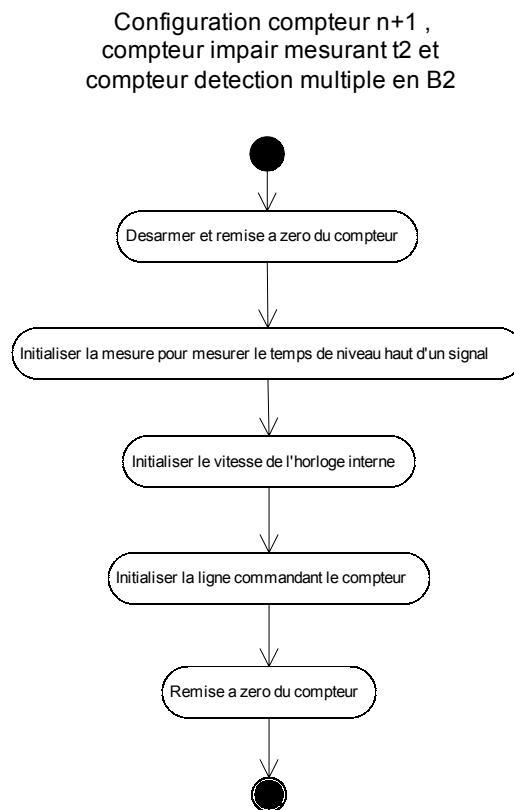 Configuration compteur n+1 ,
compteur impair mesurant t2 et
compteur detection multiple en B2
Desarmer et remise a zero du compteur
Initialiser la mesure pour mesurer le temps de niveau haut d'un signal
Initialiser le vitesse de l'horloge interne
Initialiser la ligne commandant le compteur
Remise a zero du compteur